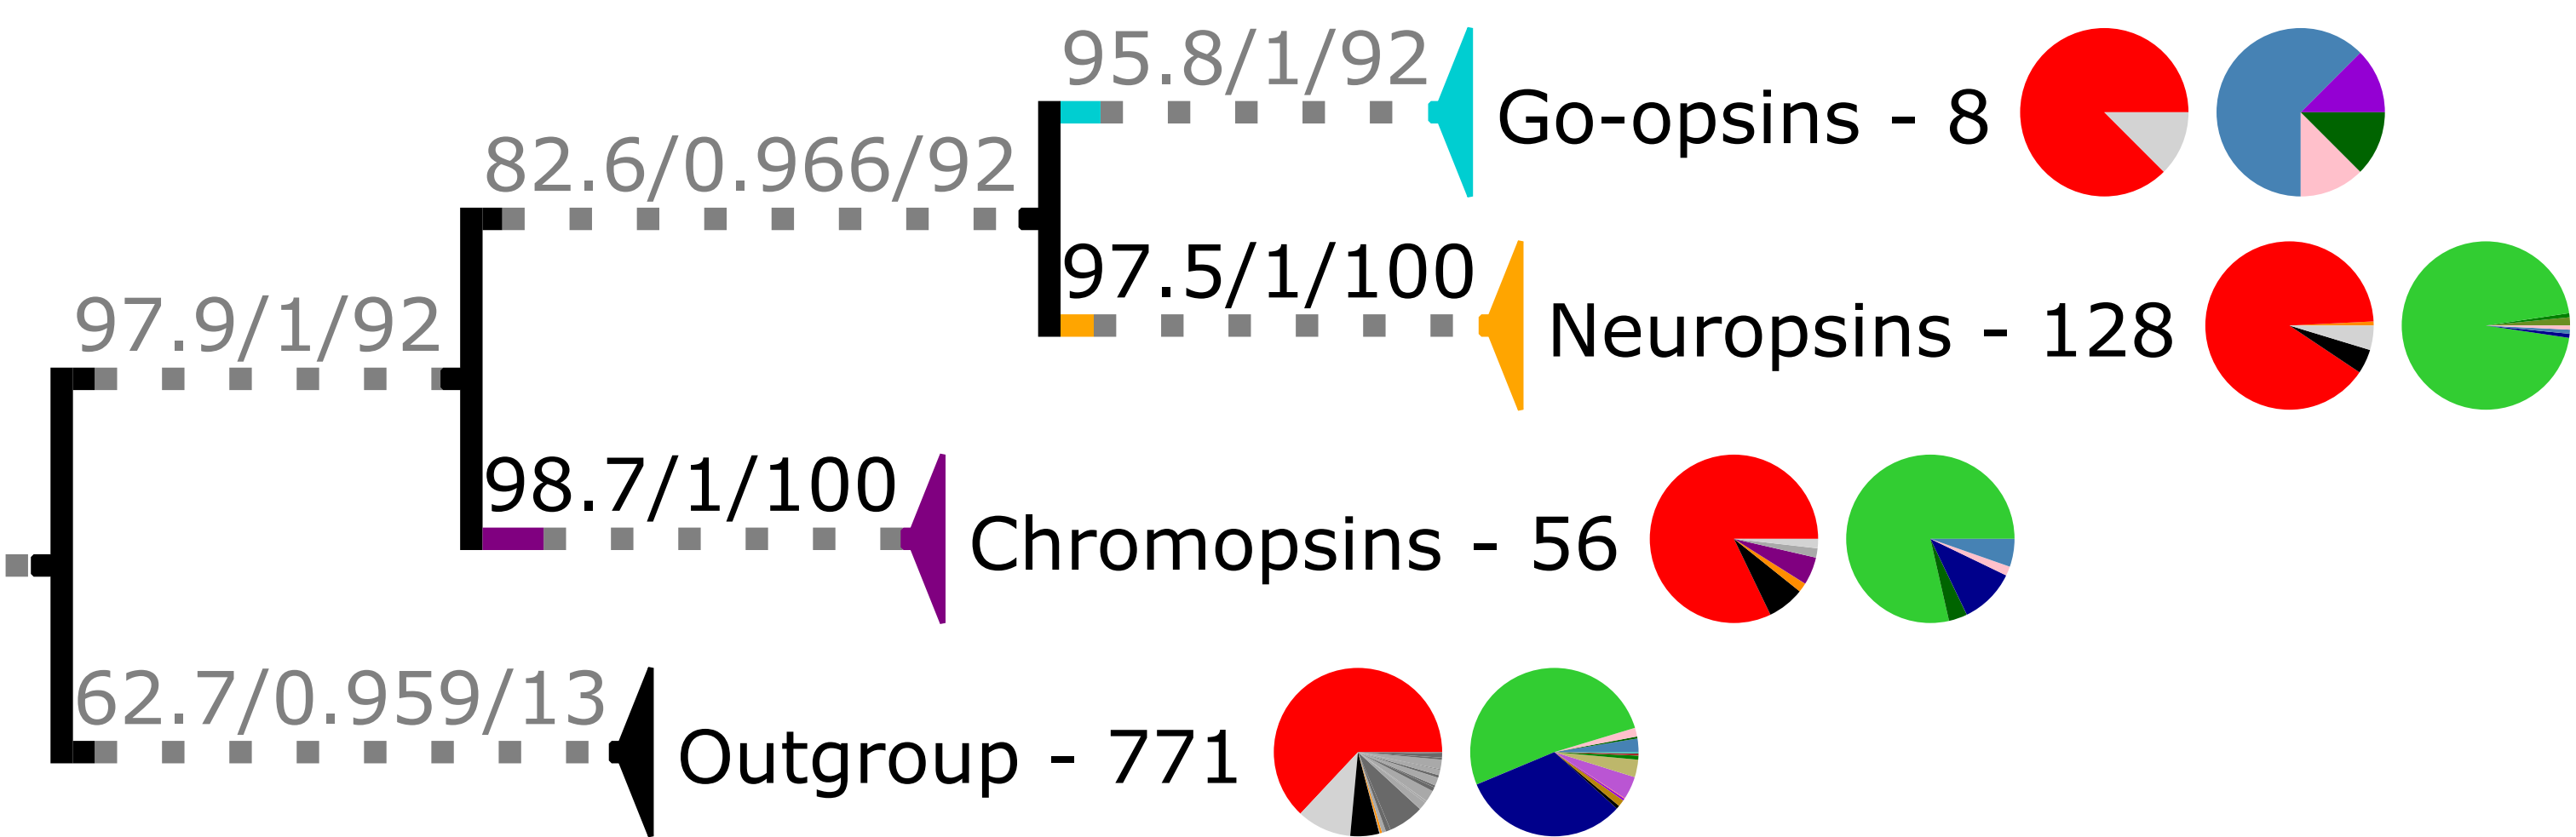 95.8/1/92
Go-opsins - 8
82.6/0.966/92
97.5/1/100
Neuropsins - 128
97.9/1/92
98.7/1/100
Chromopsins - 56
62.7/0.959/13
Outgroup - 771